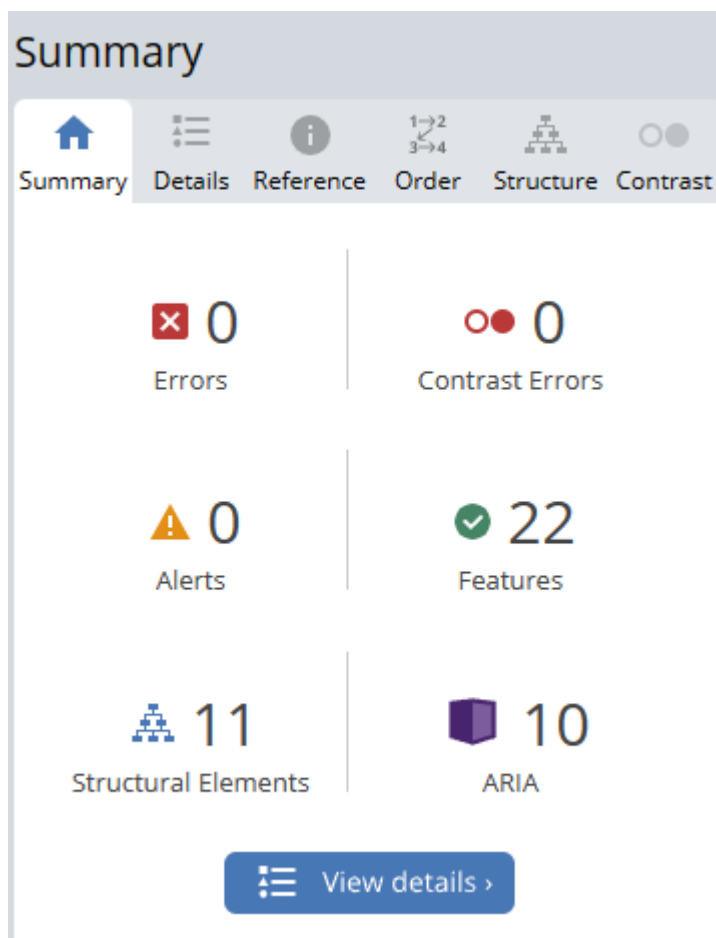 Summary
1→2
3→4
Summary Details Reference Order Structure Contrast
0 0
Errors Contrast Errors
0 22
Alerts Features
11 10
Structural Elements ARIA
View details ›